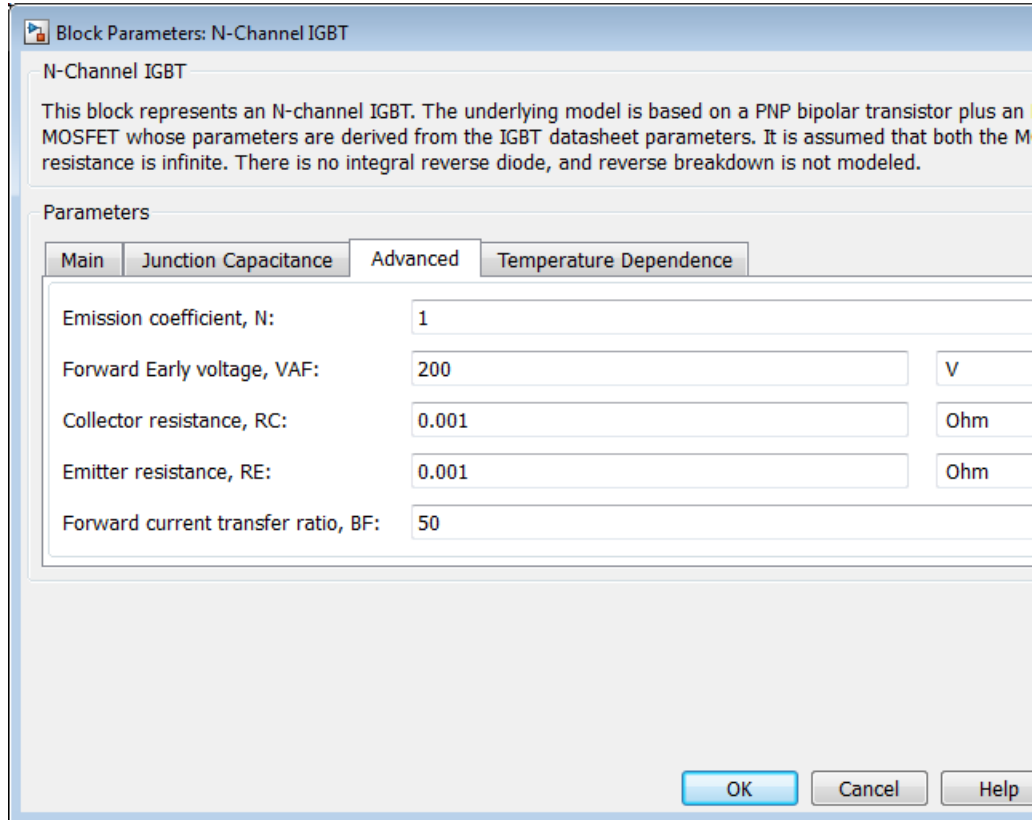 Block Parameters: N-Channel IGBT
N-Channel IGBT
This block represents an N-channel IGBT. The underlying model is based on a PNP bipolar transistor plus an
MOSFET whose parameters are derived from the IGBT datasheet parameters. It is assumed that both the
resistance is infinite. There is no integral reverse diode, and reverse breakdown is not modeled.
Parameters
Main Junction Capacitance Advanced Temperature Dependence
Emission coefficient, N: 1
Forward Early voltage, VAF: 200 V
Collector resistance, RC: 0.001 Ohm
Emitter resistance, RE: 0.001 Ohm
Forward current transfer ratio, BF: 50
OK Cancel Help